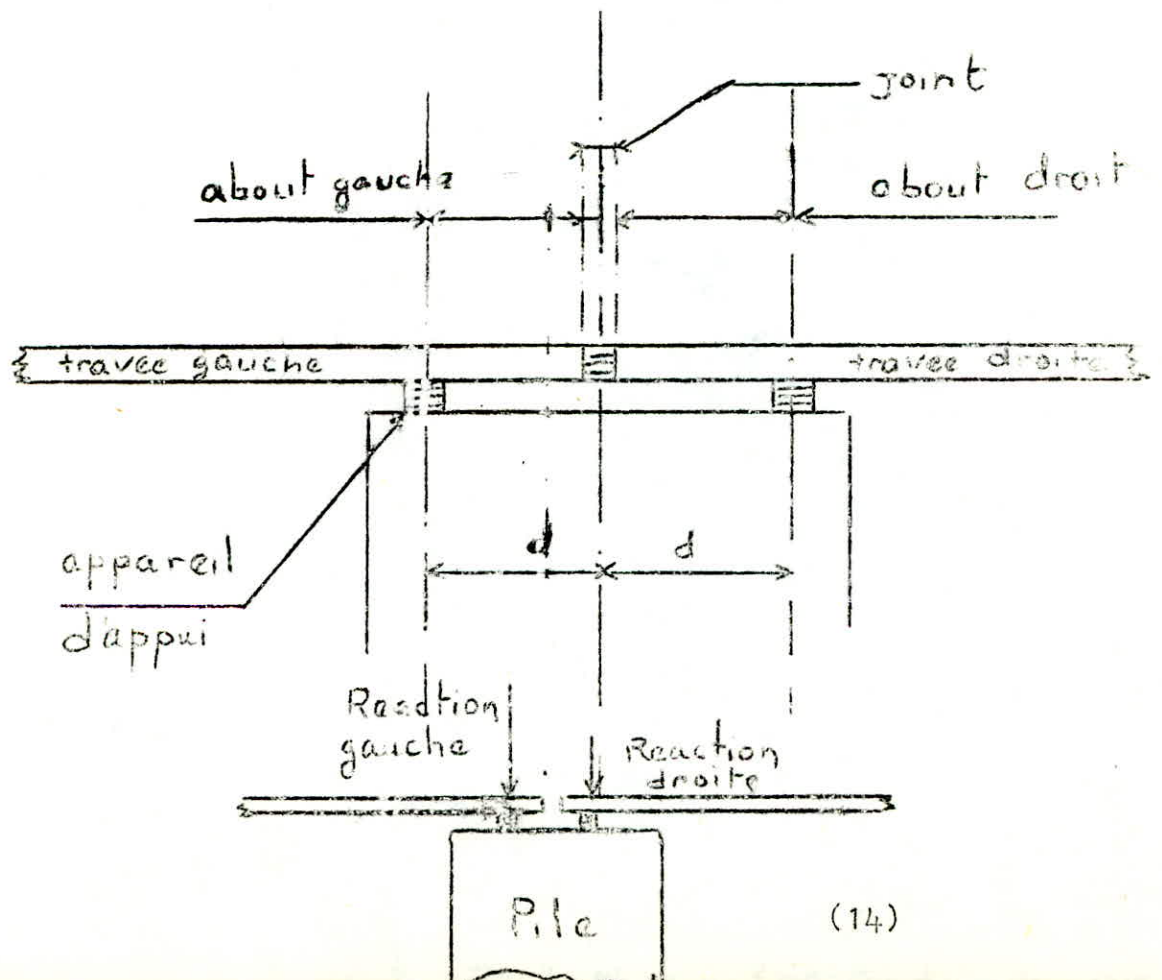 joint
about gauche
about droit
travee gauche
travee droite
d
d
appareil
d'appui
Reaction
gauche
Reaction
droite
Pile
(14)